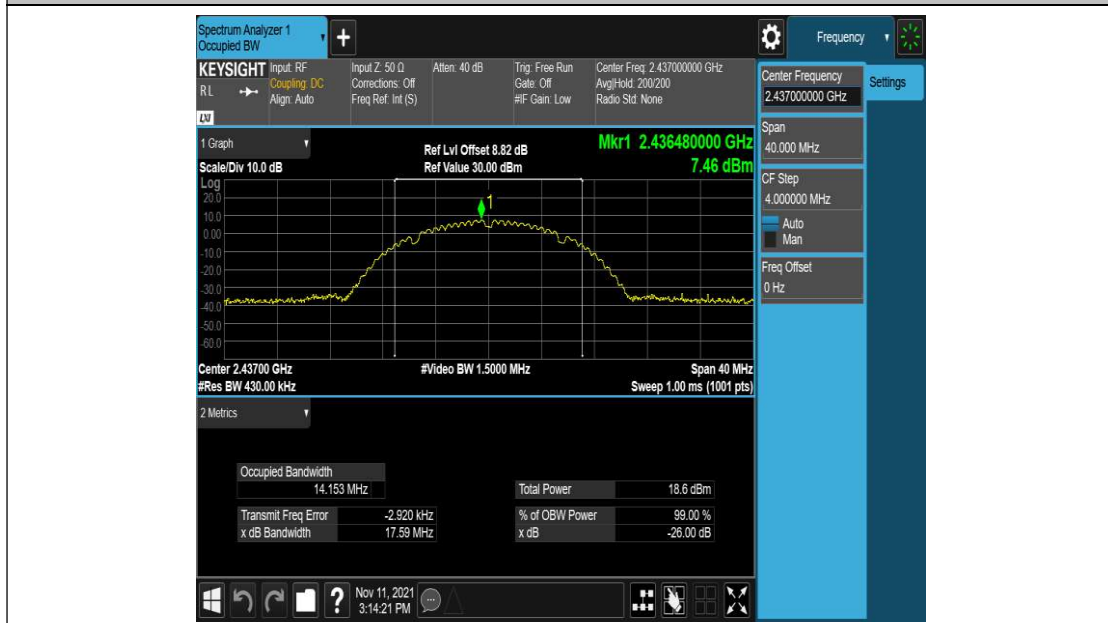 Spectrum Analyzer 1
Occupied BW
+
Frequency
KEYSIGHT
RL
LXI
Input: RF
Coupling: DC
Align: Auto
Input Z: 50 Ω
Corrections: Off
Freq Ref: Int (S)
Atten: 40 dB
Trig: Free Run
Gate: Off
#IF Gain: Low
Center Freq: 2.437000000 GHz
Avg|Hold: 200/200
Radio Std: None
Center Frequency
2.437000000 GHz
Settings
Span
40.000 MHz
CF Step
4.000000 MHz
Auto
Man
Freq Offset
0 Hz
1 Graph
Scale/Div 10.0 dB
Ref Lvl Offset 8.82 dB
Ref Value 30.00 dBm
Mkr1 2.436480000 GHz
7.46 dBm
Log
20.0
10.0
0.00
-10.0
-20.0
-30.0
-40.0
-50.0
-60.0
1
Center 2.43700 GHz
#Video BW 1.5000 MHz
Span 40 MHz
#Res BW 430.00 kHz
Sweep 1.00 ms (1001 pts)
2 Metrics
Occupied Bandwidth
14.153 MHz
Total Power 18.6 dBm
Transmit Freq Error -2.920 kHz
% of OBW Power 99.00 %
x dB Bandwidth 17.59 MHz
x dB -26.00 dB
?
Nov 11, 2021
3:14:21 PM